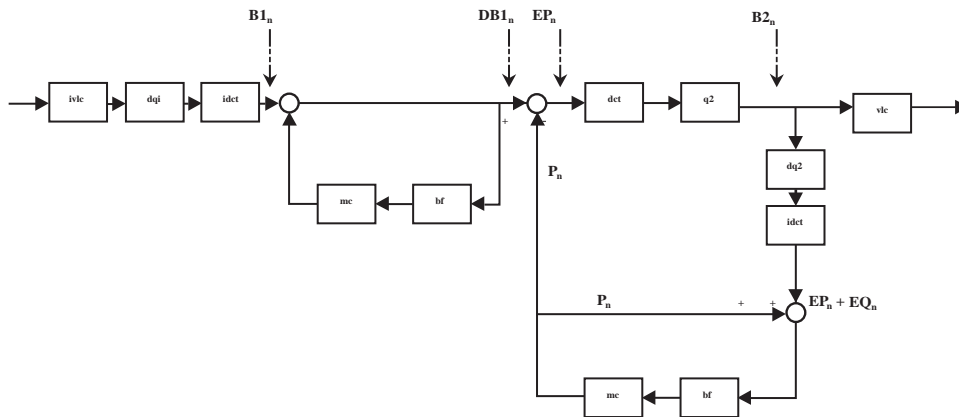 B1n DB1n EPn B2n
ivlc dqi idct dct q2 vlc
+ -
dq2
Pn
mc bf idct
Pn + + EPn + EQn
mc bf